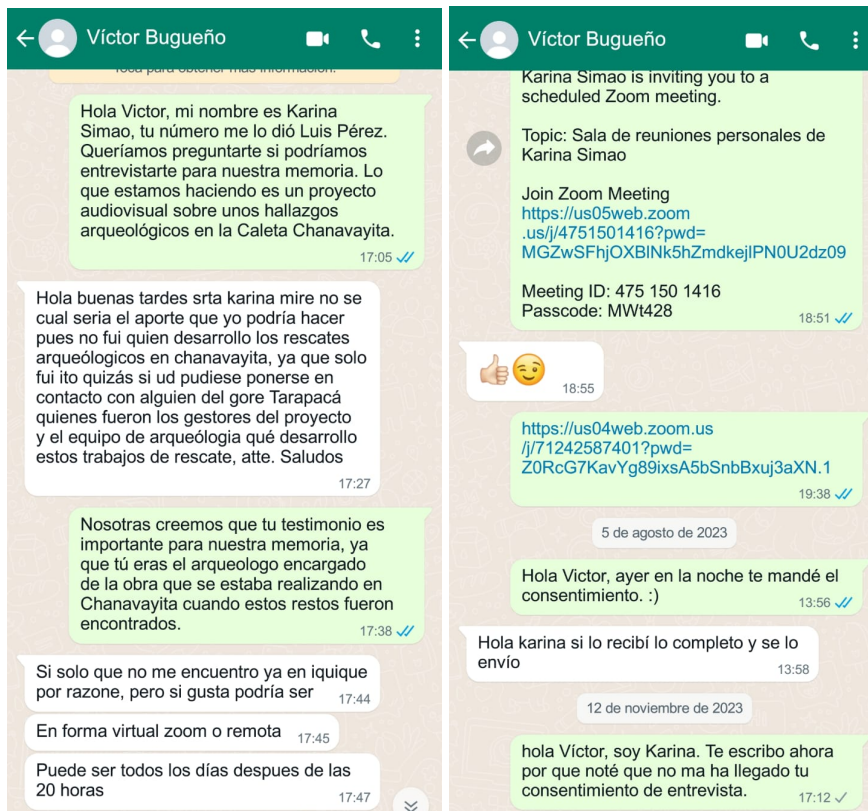 Víctor Bugueño
Toca para obtener más información.
Hola Victor, mi nombre es Karina
Simao, tu número me lo dió Luis Pérez.
Queríamos preguntarte si podríamos
entrevistarte para nuestra memoria. Lo
que estamos haciendo es un proyecto
audiovisual sobre unos hallazgos
arqueológicos en la Caleta Chanavayita.
17:05
Hola buenas tardes srta karina mire no se
cual seria el aporte que yo podría hacer
pues no fui quien desarrollo los rescates
arqueólogicos en chanavayita, ya que solo
fui ito quizás si ud pudiese ponerse en
contacto con alguien del gore Tarapacá
quienes fueron los gestores del proyecto
y el equipo de arqueólogia qué desarrollo
estos trabajos de rescate, atte. Saludos
17:27
Nosotras creemos que tu testimonio es
importante para nuestra memoria, ya
que tú eras el arqueologo encargado
de la obra que se estaba realizando en
Chanavayita cuando estos restos fueron
encontrados.
17:38
Si solo que no me encuentro ya en iquique
por razone, pero si gusta podría ser
17:44
En forma virtual zoom o remota
17:45
Puede ser todos los días despues de las
20 horas
17:47
Víctor Bugueño
Karina Simao is inviting you to a
scheduled Zoom meeting.
Topic: Sala de reuniones personales de
Karina Simao
Join Zoom Meeting
https://us05web.zoom
.us/j/4751501416?pwd=
MGZwSFhjOXBlNk5hZmdkejlPN0U2dz09
Meeting ID: 475 150 1416
Passcode: MWt428
18:51
👍🏻😉
18:55
https://us04web.zoom.us
/j/71242587401?pwd=
Z0RcG7KavYg89ixsA5bSnbBxuj3aXN.1
19:38
5 de agosto de 2023
Hola Victor, ayer en la noche te mandé el
consentimiento. :)
13:56
Hola karina si lo recibí lo completo y se lo
envío
13:58
12 de noviembre de 2023
hola Víctor, soy Karina. Te escribo ahora
por que noté que no ma ha llegado tu
consentimiento de entrevista.
17:12